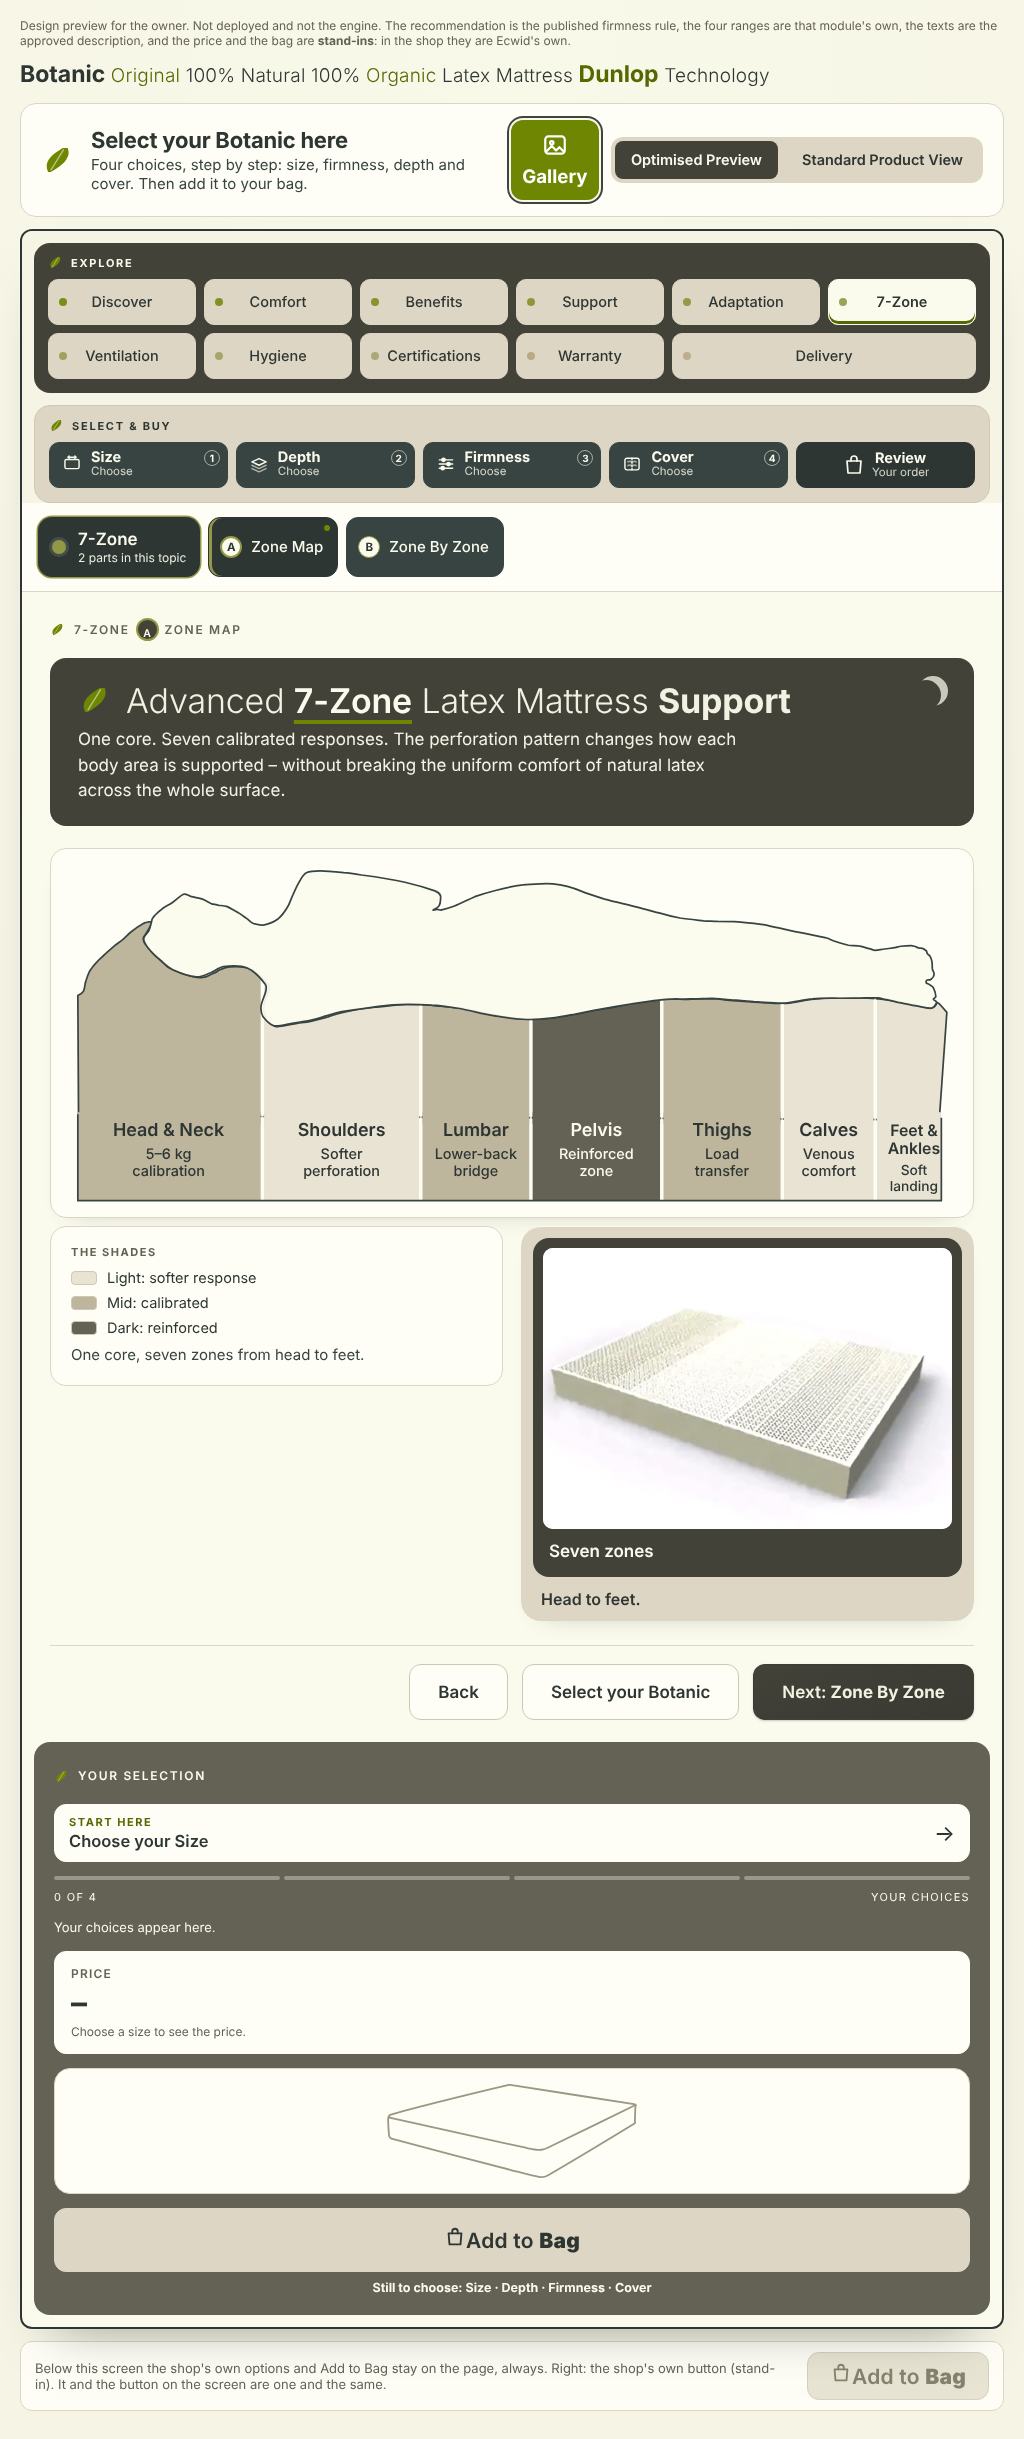 Design preview for the owner. Not deployed and not the engine. The recommendation is the published firmness rule, the four ranges are that module's own, the texts are the
approved description, and the price and the bag are stand-ins: in the shop they are Ecwid's own.
Botanic Original 100% Natural 100% Organic Latex Mattress Dunlop Technology
Select your Botanic here
Four choices, step by step: size, firmness, depth and
cover. Then add it to your bag.
Gallery
Optimised Preview
Standard Product View
EXPLORE
Discover
Comfort
Benefits
Support
Adaptation
7-Zone
Ventilation
Hygiene
Certifications
Warranty
Delivery
SELECT & BUY
Size
Choose
1
Depth
Choose
2
Firmness
Choose
3
Cover
Choose
4
Review
Your order
7-Zone
2 parts in this topic
A
Zone Map
B
Zone By Zone
7-ZONE A ZONE MAP
Advanced 7-Zone Latex Mattress Support
One core. Seven calibrated responses. The perforation pattern changes how each
body area is supported – without breaking the uniform comfort of natural latex
across the whole surface.
Head & Neck
5–6 kg
calibration
Shoulders
Softer
perforation
Lumbar
Lower-back
bridge
Pelvis
Reinforced
zone
Thighs
Load
transfer
Calves
Venous
comfort
Feet &
Ankles
Soft
landing
THE SHADES
Light: softer response
Mid: calibrated
Dark: reinforced
One core, seven zones from head to feet.
Seven zones
Head to feet.
Back
Select your Botanic
Next: Zone By Zone
YOUR SELECTION
START HERE
Choose your Size
0 OF 4
YOUR CHOICES
Your choices appear here.
PRICE
–
Choose a size to see the price.
Add to Bag
Still to choose: Size · Depth · Firmness · Cover
Below this screen the shop's own options and Add to Bag stay on the page, always. Right: the shop's own button (stand-
in). It and the button on the screen are one and the same.
Add to Bag